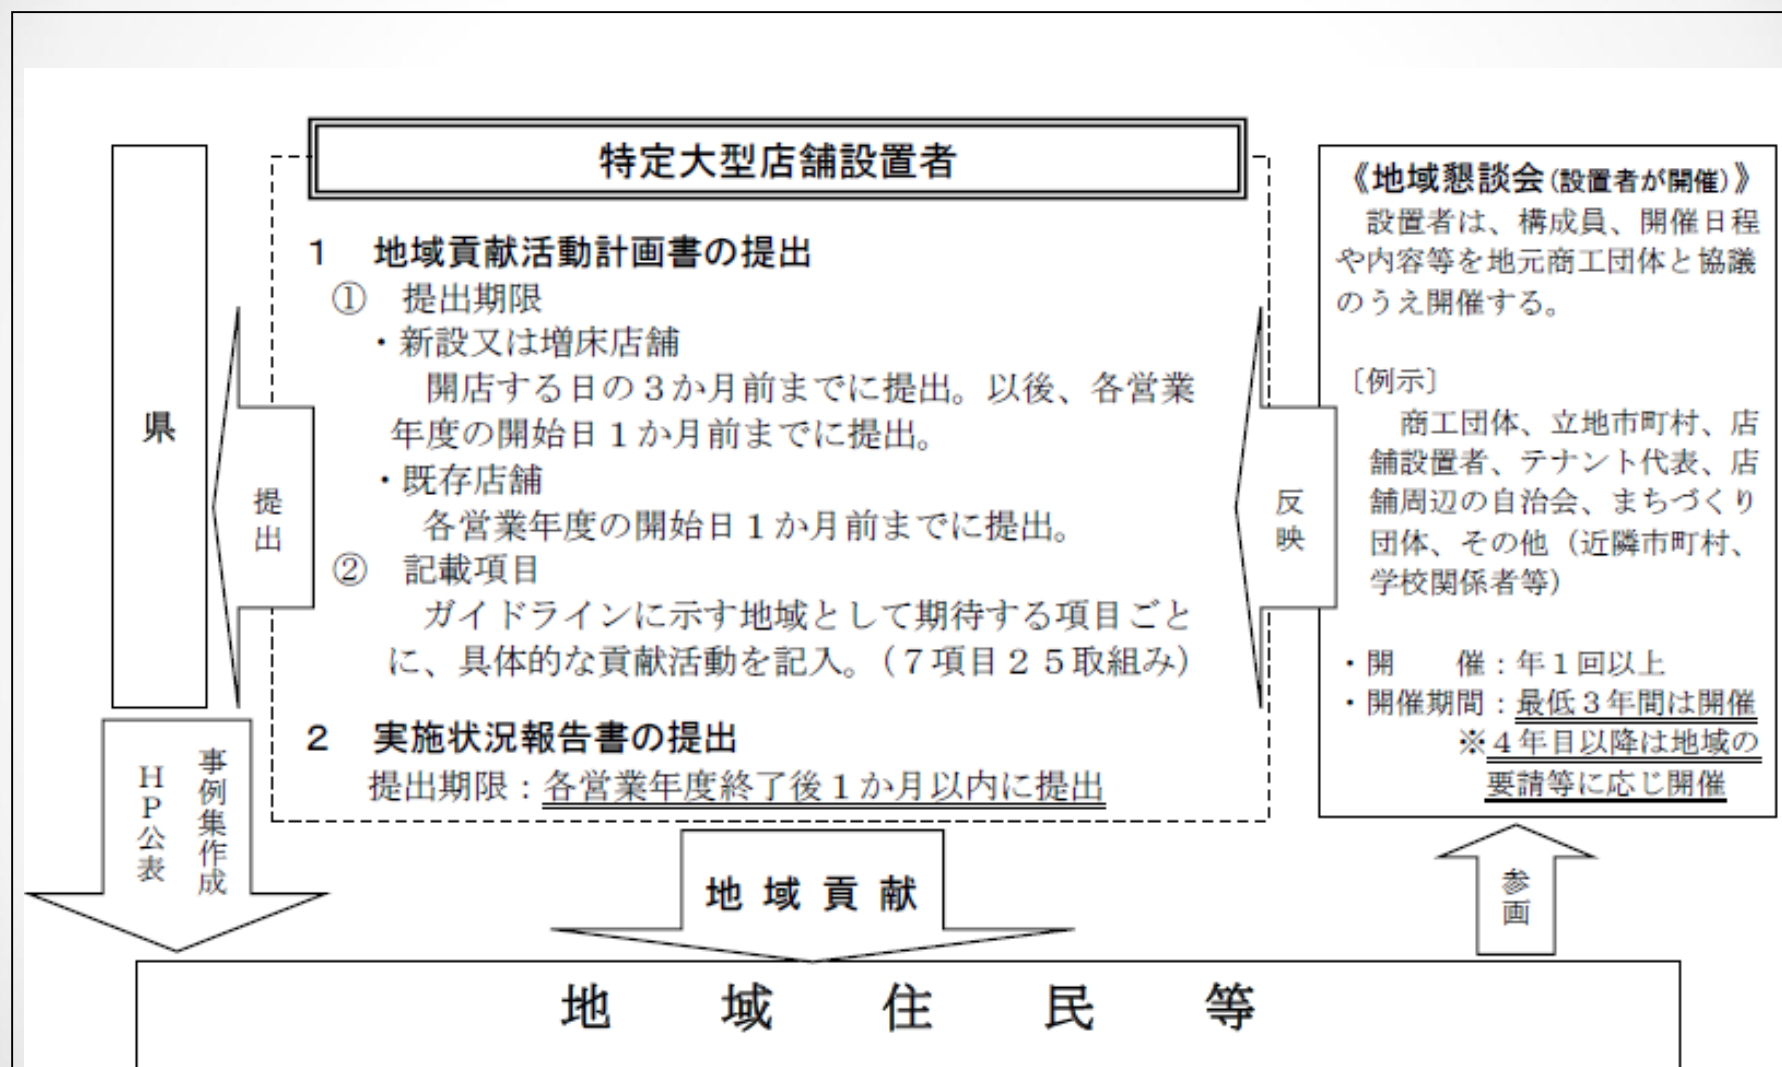 特定大型店舗設置者
１　地域貢献活動計画書の提出
①　提出期限
・新設又は増床店舗
開店する日の３か月前までに提出。以後、各営業
年度の開始日１か月前までに提出。
・既存店舗
各営業年度の開始日１か月前までに提出。
②　記載項目
ガイドラインに示す地域として期待する項目ごと
に、具体的な貢献活動を記入。（７項目２５取組み）
２　実施状況報告書の提出
提出期限：各営業年度終了後１か月以内に提出
県
提出
反映
《地域懇談会(設置者が開催)》
設置者は、構成員、開催日程
や内容等を地元商工団体と協議
のうえ開催する。
〔例示〕
商工団体、立地市町村、店
舗設置者、テナント代表、店
舗周辺の自治会、まちづくり
団体、その他（近隣市町村、
学校関係者等）
・開　　催：年１回以上
・開催期間：最低３年間は開催
※４年目以降は地域の
要請等に応じ開催
事例集作成
ＨＰ公表
地域貢献
参画
地域住民等